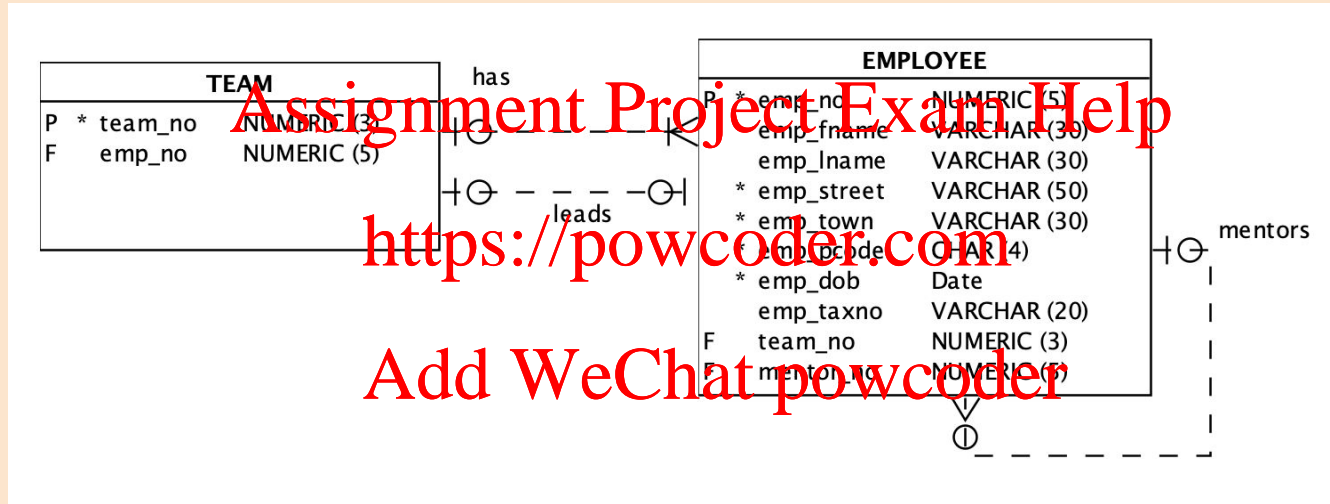 has
TEAM
P * team_no NUMERIC (3)
F emp_no NUMERIC (5)
leads
EMPLOYEE
P * emp_no NUMERIC (5)
emp_fname VARCHAR (30)
emp_lname VARCHAR (30)
* emp_street VARCHAR (50)
* emp_town VARCHAR (30)
* emp_pcode CHAR (4)
* emp_dob Date
emp_taxno VARCHAR (20)
F team_no NUMERIC (3)
F mentor_no NUMERIC (5)
mentors
Assignment Project Exam Help
https://powcoder.com
Add WeChat powcoder